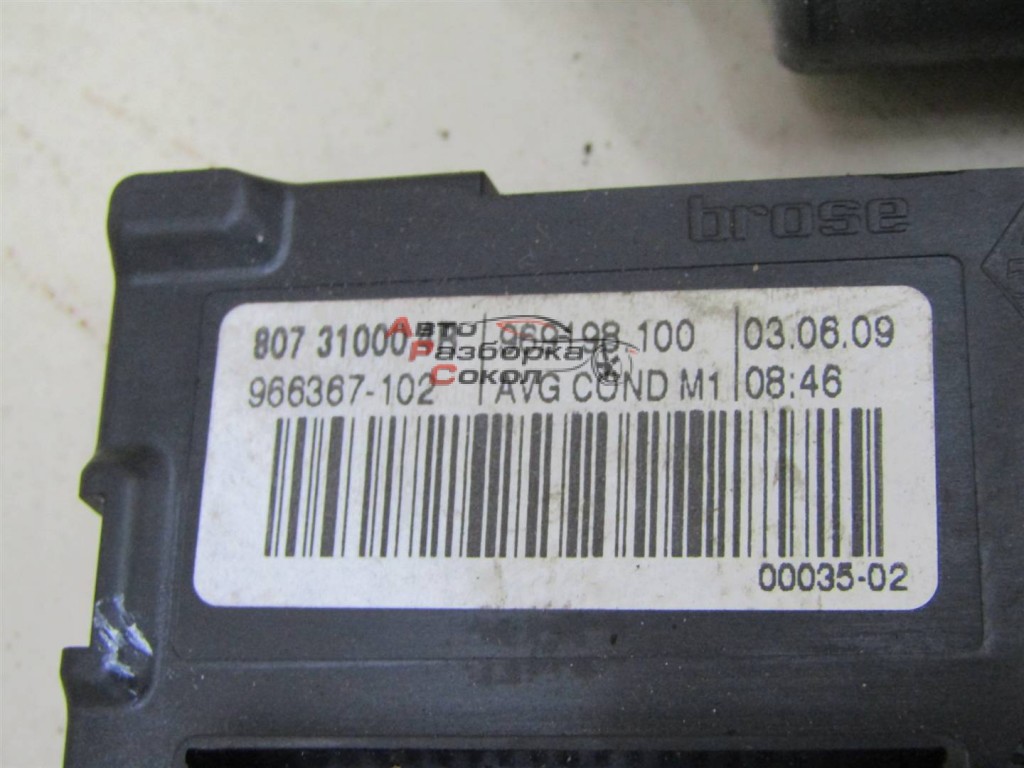 brose
807 31000
100
03.06.09
966367-102
AVG COND M1
08:46
00035-02
АВТО
РАЗБОРКА
СОКОЛ